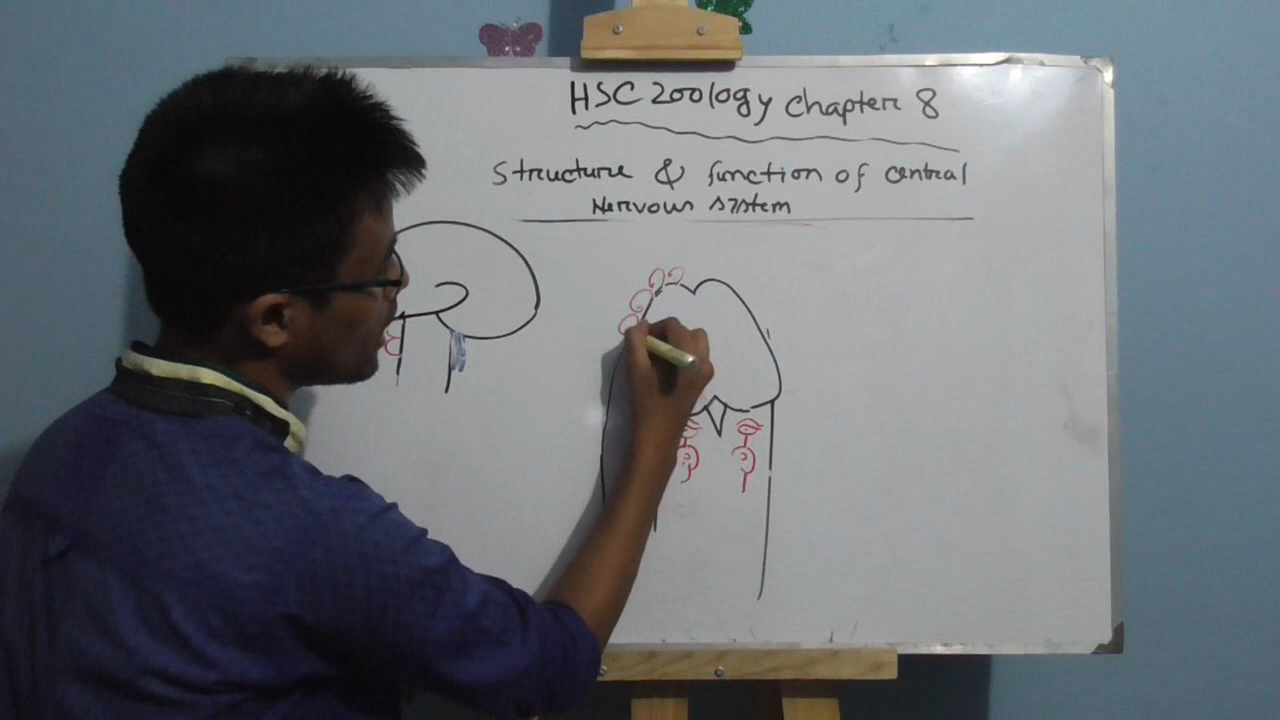 HSC Zoology Chapter 8
Structure & function of central
Nervous system